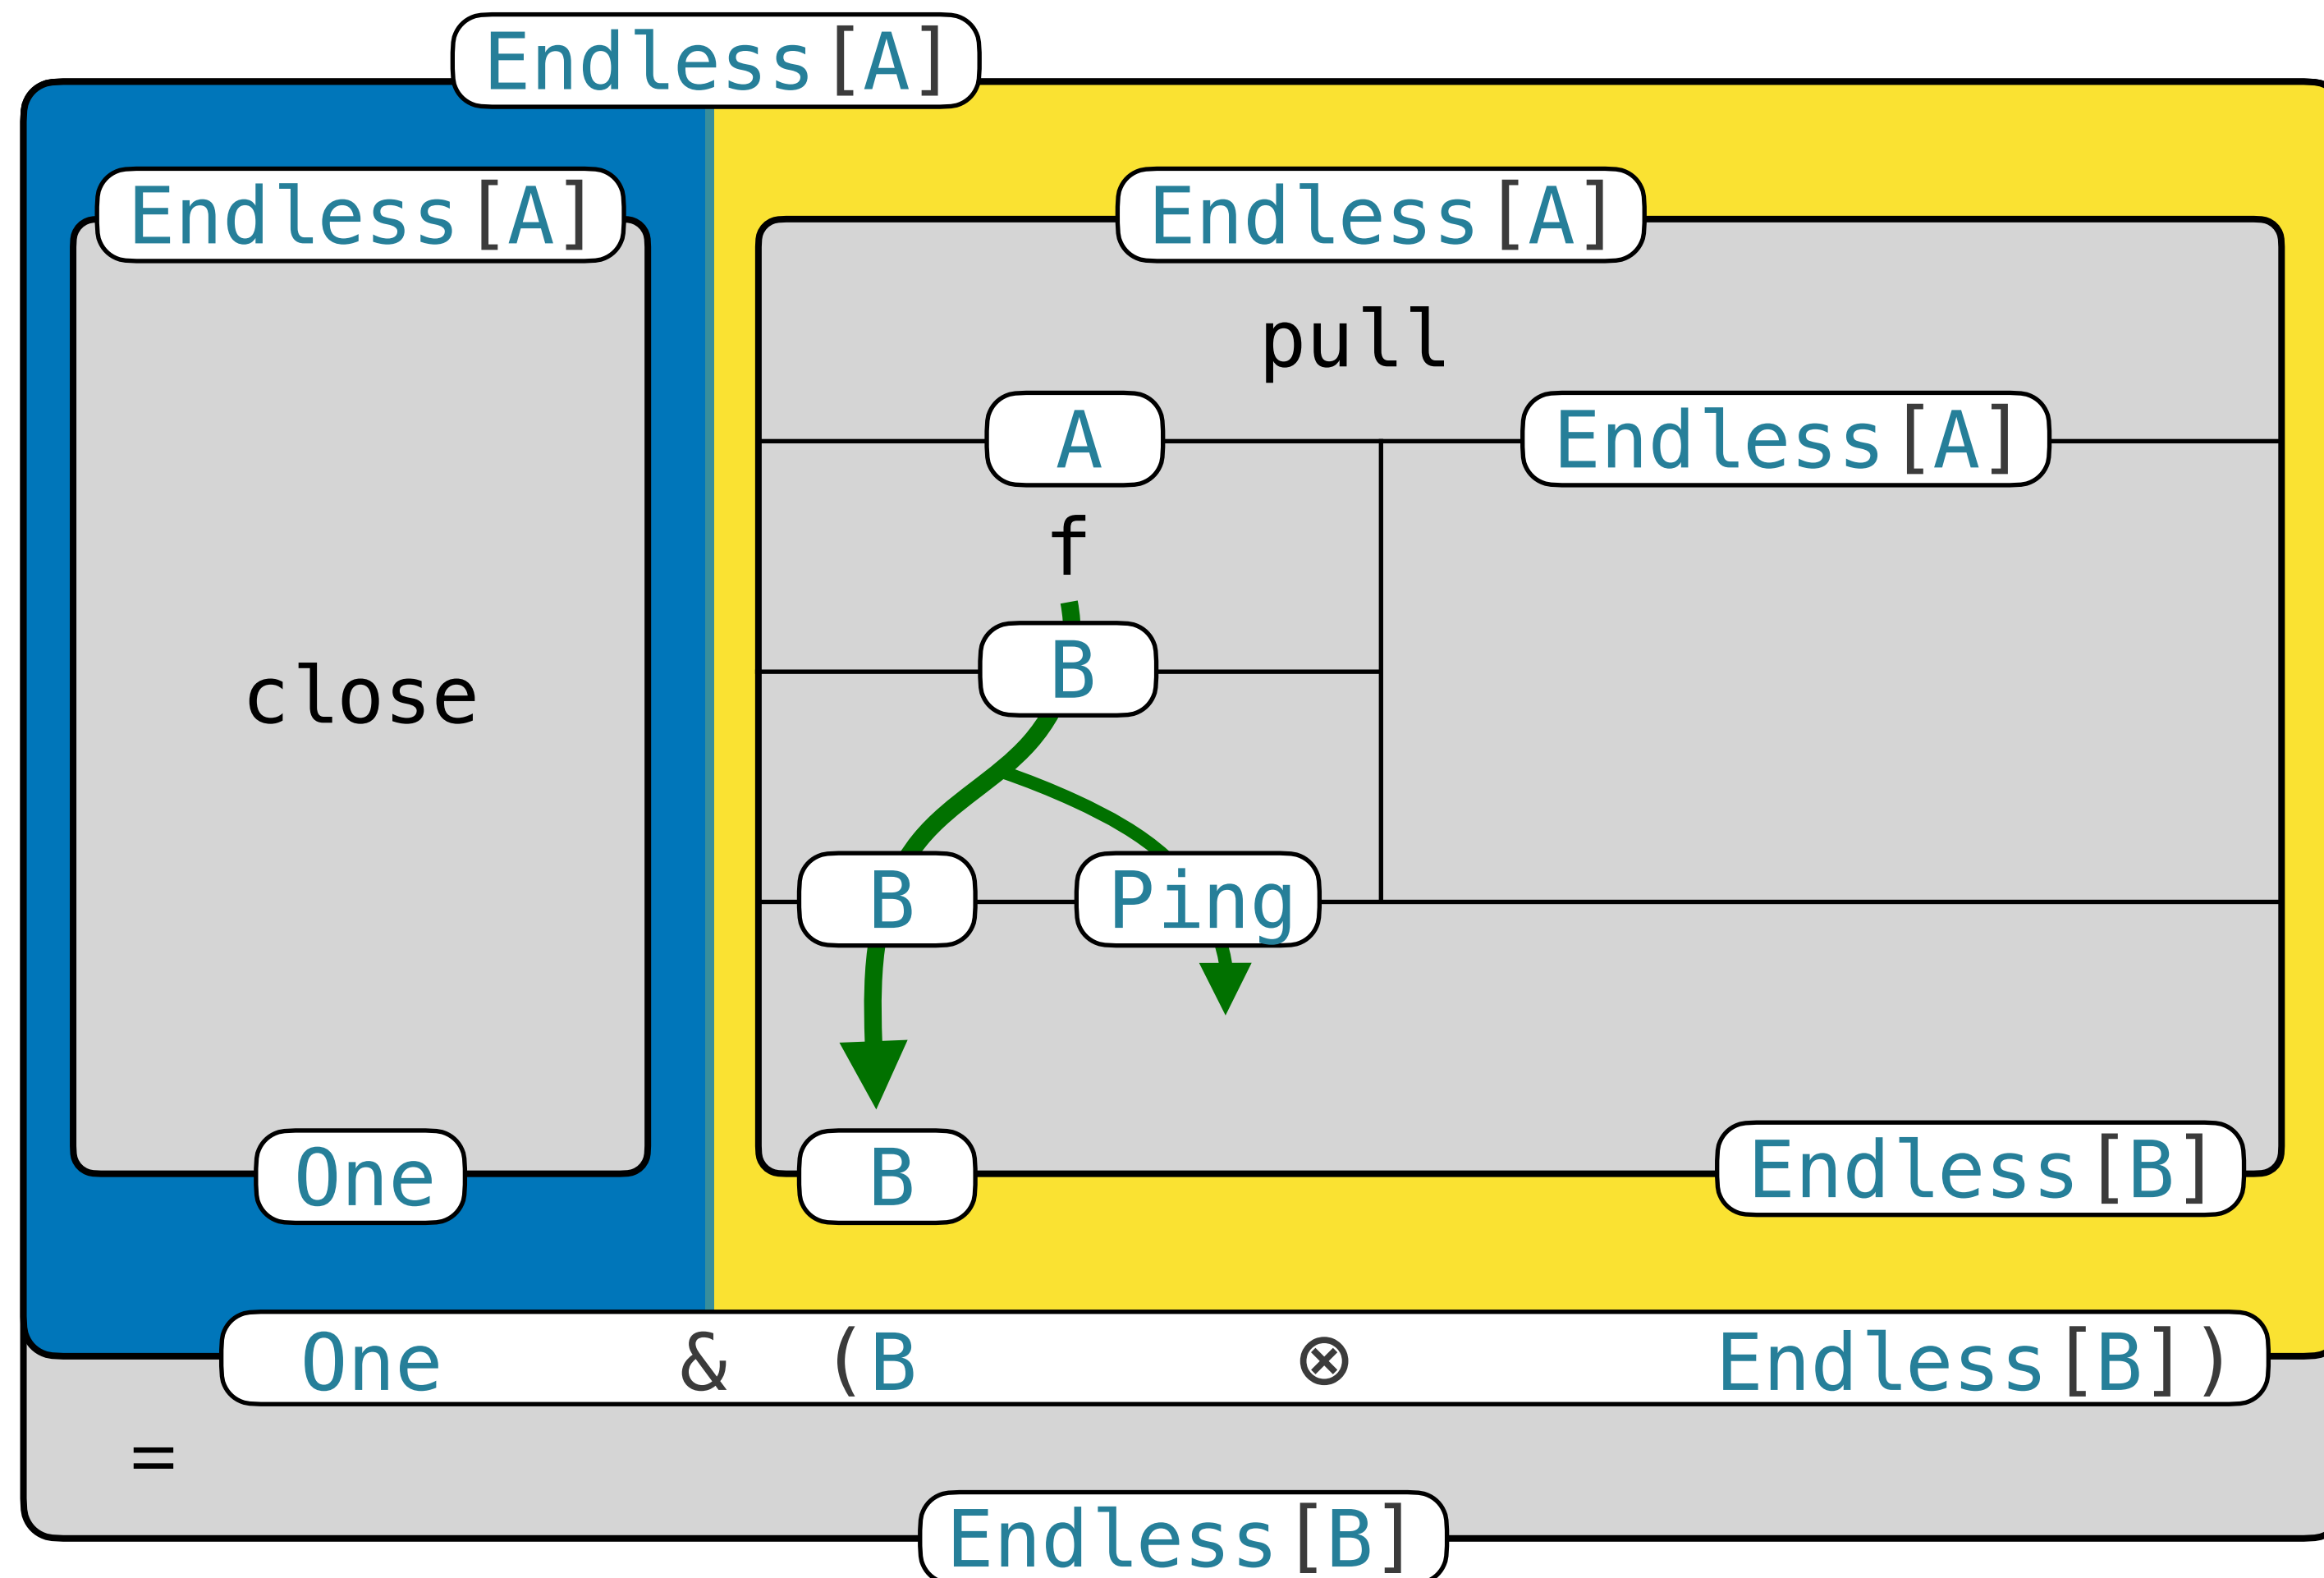 Endless[A]
Endless[A] Endless[A]
pull
A Endless[A]
f
B
close
B Ping
One B Endless[B]
One & (B ⊗ Endless[B])
=
Endless[B]